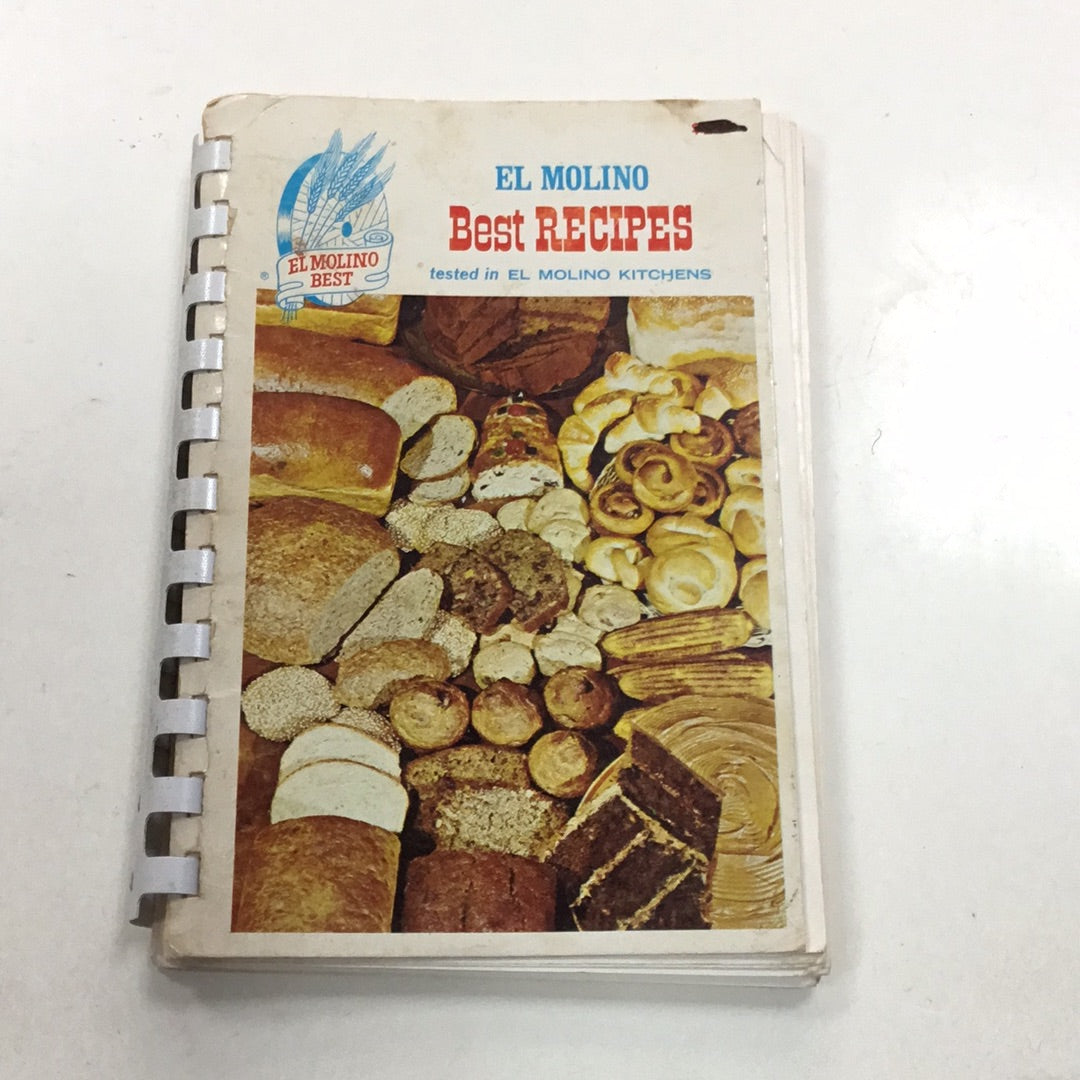 EL MOLINO
Best RECIPES
tested in EL MOLINO KITCHENS
EL MOLINO
BEST
®